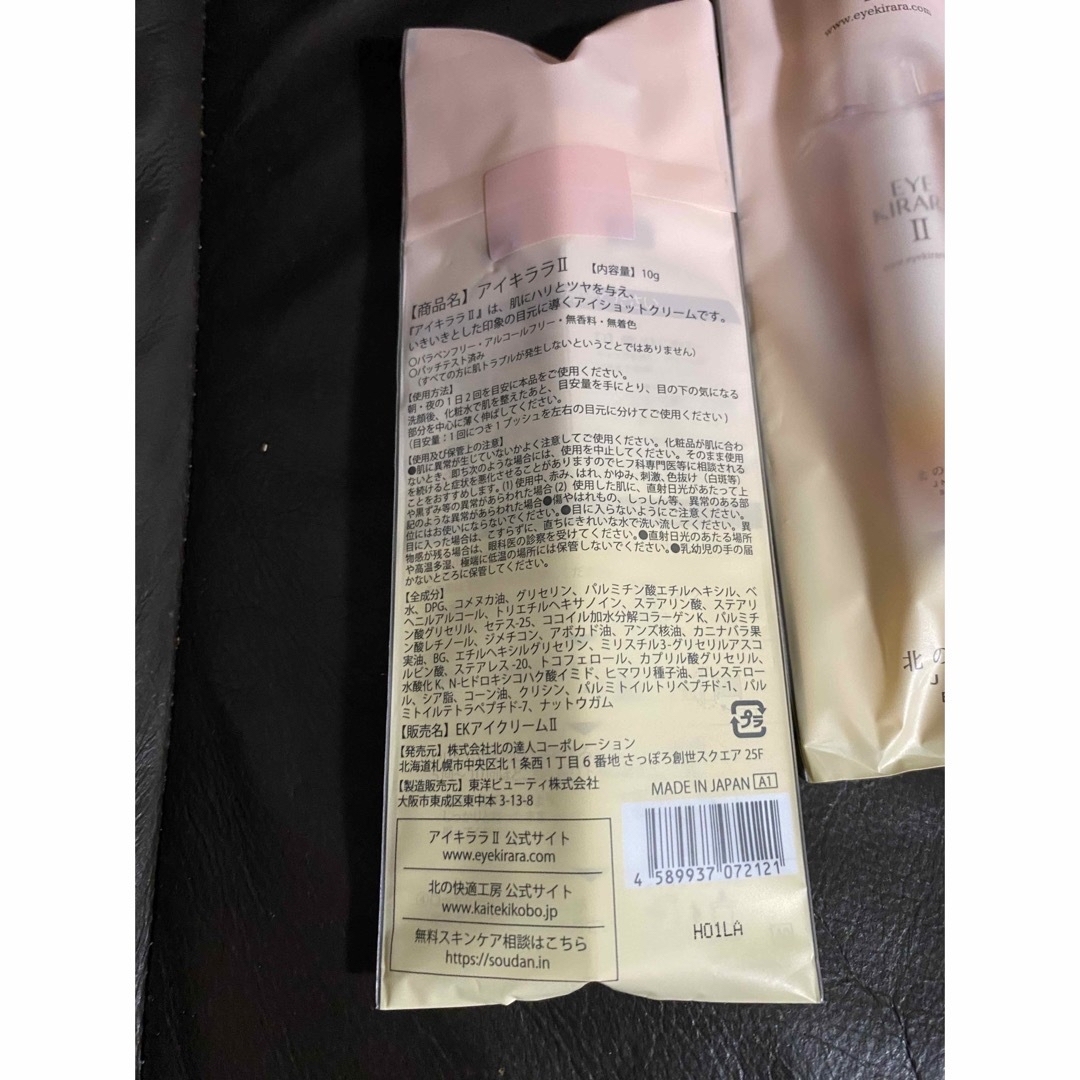 【商品名】アイキララⅡ 【内容量】10g
『アイキララⅡ』は、肌にハリとツヤを与え、
いきいきとした印象の目元に導くアイショットクリームです。
○パラベンフリー・アルコールフリー・無香料・無着色
○パッチテスト済み
(すべての方に肌トラブルが発生しないということではありません)
【使用方法】
朝・夜の1日2回を目安に本品をご使用ください。
洗顔後、化粧水で肌を整えたあと、目安量を手にとり、目の下の気になる
部分を中心に薄く伸ばしてください。
(目安量：1回につき1プッシュを左右の目元に分けてご使用ください)
【使用及び保管上の注意】
●肌に異常が生じていないかよく注意してご使用ください。化粧品が肌に合わ
ないとき、即ち次のような場合には、使用を中止してください。そのまま使用
を続けると症状を悪化させることがありますのでヒフ科専門医等に相談される
ことをおすすめします。(1)使用中、赤み、はれ、かゆみ、刺激、色抜け(白斑等)
や黒ずみ等の異常があらわれた場合(2)使用した肌に、直射日光があたって上
記のような異常があらわれた場合●傷やはれもの、しっしん等、異常のある部
位にはお使いにならないでください。●目に入らないようにご注意ください。
目に入った場合は、こすらずに、直ちにきれいな水で洗い流してください。異
物感が残る場合は、眼科医の診察を受けてください。●直射日光のあたる場所
や高温多湿、極端に低温の場所には保管しないでください。●乳幼児の手の届
かないところに保管してください。
【全成分】
水、DPG、コメヌカ油、グリセリン、パルミチン酸エチルヘキシル、ベ
ヘニルアルコール、トリエチルヘキサノイン、ステアリン酸、ステアリ
ン酸グリセリル、セテス-25、ココイル加水分解コラーゲンK、パルミチ
ン酸レチノール、ジメチコン、アボカド油、アンズ核油、カニナバラ果
実油、BG、エチルヘキシルグリセリン、ミリスチル3-グリセリルアスコ
ルビン酸、ステアレス-20、トコフェロール、カプリル酸グリセリル、
水酸化K、N-ヒドロキシコハク酸イミド、ヒマワリ種子油、コレステロー
ル、シア脂、コーン油、クリシン、パルミトイルトリペプチド-1、パル
ミトイルテトラペプチド-7、ナットウガム
【販売名】EKアイクリームⅡ
プラ
【発売元】株式会社北の達人コーポレーション
北海道札幌市中央区北1条西1丁目6番地 さっぽろ創世スクエア 25F
【製造販売元】東洋ビューティ株式会社
大阪市東成区東中本 3-13-8
MADE IN JAPAN A1
アイキララⅡ 公式サイト
www.eyekirara.com
北の快適工房 公式サイト
www.kaitekikobo.jp
無料スキンケア相談はこちら
https://soudan.in
4 589937 072121
H01LA
www.eyekirara.com
EYE
KIRAR
Ⅱ
北の